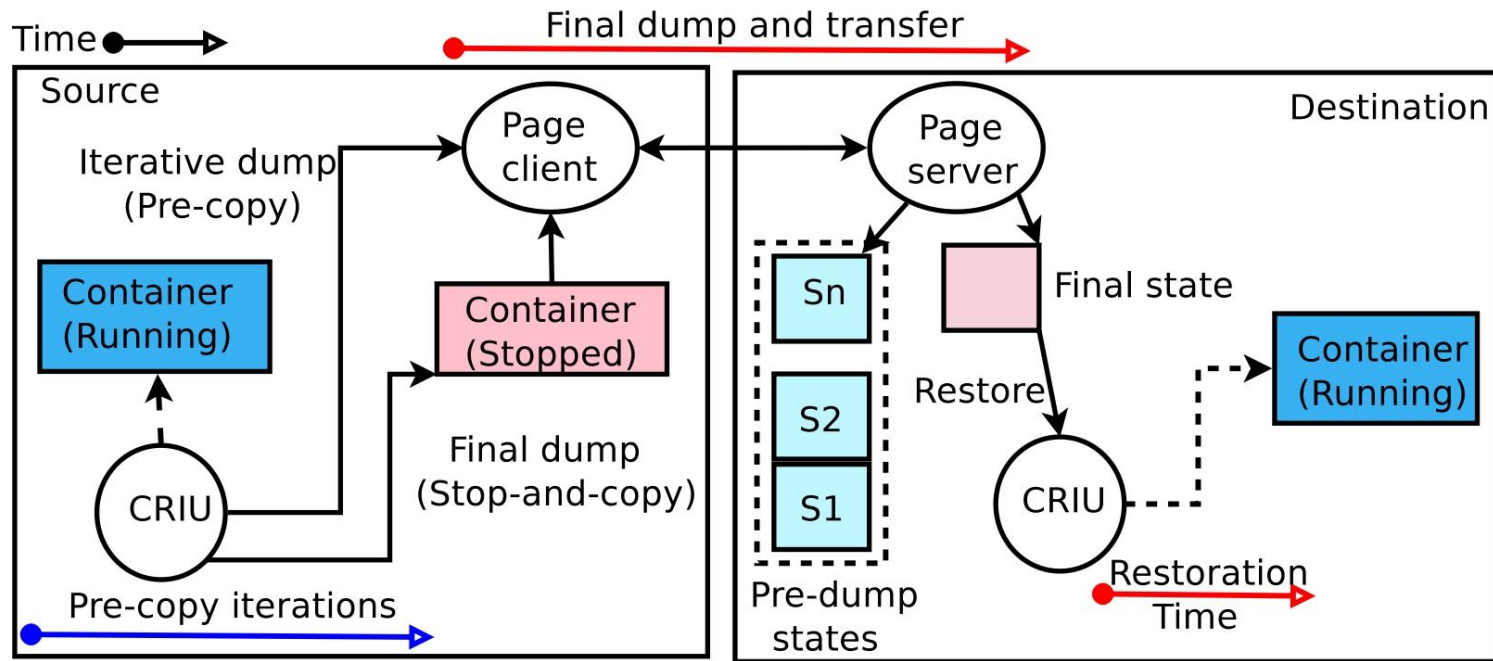 Time
Final dump and transfer
Source
Destination
Page
client
Page
server
Iterative dump
(Pre-copy)
Container
(Running)
Container
(Stopped)
Sn
S2
S1
Final state
Restore
Container
(Running)
Final dump
(Stop-and-copy)
CRIU
CRIU
Pre-copy iterations
Pre-dump
states
Restoration
Time